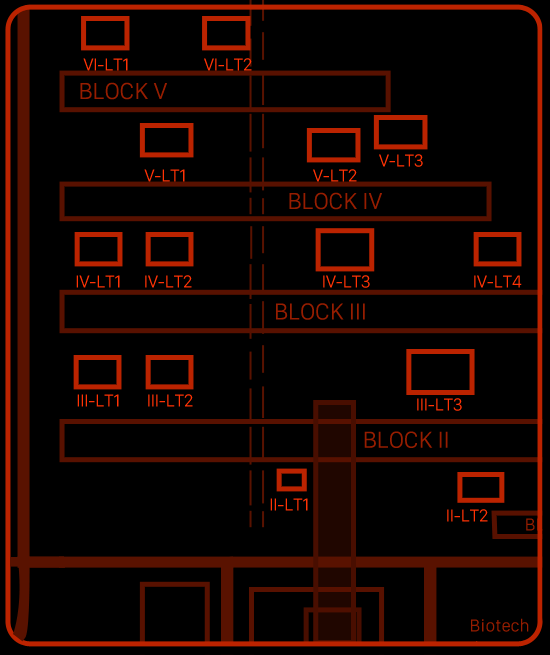 VI-LT1 VI-LT2
BLOCK V
V-LT3
V-LT1 V-LT2
BLOCK IV
IV-LT1 IV-LT2 IV-LT3 IV-LT4
BLOCK III
III-LT1 III-LT2 III-LT3
BLOCK II
II-LT1 II-LT2
B
Biotech